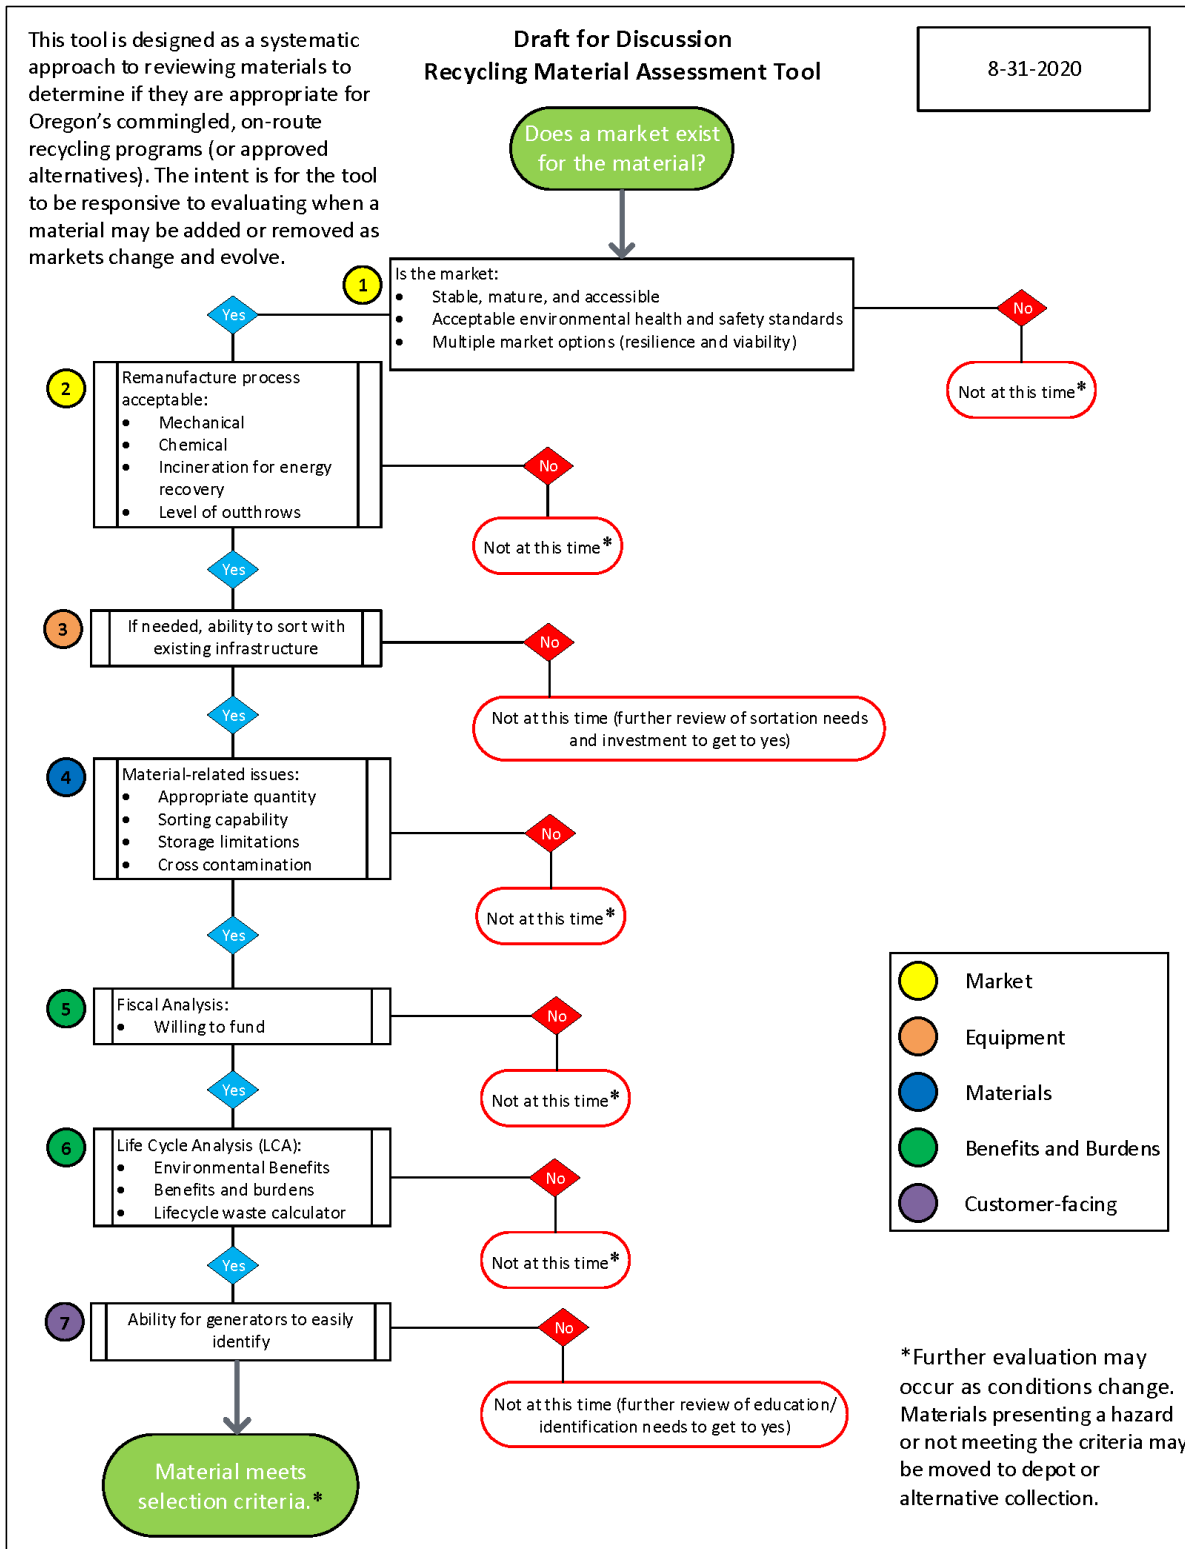 This tool is designed as a systematic
approach to reviewing materials to
determine if they are appropriate for
Oregon's commingled, on-route
recycling programs (or approved
alternatives). The intent is for the tool
to be responsive to evaluating when a
material may be added or removed as
markets change and evolve.
Draft for Discussion
Recycling Material Assessment Tool
8-31-2020
Does a market exist
for the material?
1
Is the market:
• Stable, mature, and accessible
• Acceptable environmental health and safety standards
• Multiple market options (resilience and viability)
Yes
No
Not at this time*
2
Remanufacture process
acceptable:
• Mechanical
• Chemical
• Incineration for energy
recovery
• Level of outthrows
No
Not at this time*
Yes
3
If needed, ability to sort with
existing infrastructure
No
Not at this time (further review of sortation needs
and investment to get to yes)
Yes
4
Material-related issues:
• Appropriate quantity
• Sorting capability
• Storage limitations
• Cross contamination
No
Not at this time*
Yes
5
Fiscal Analysis:
• Willing to fund
No
Not at this time*
Yes
6
Life Cycle Analysis (LCA):
• Environmental Benefits
• Benefits and burdens
• Lifecycle waste calculator
No
Not at this time*
Yes
7
Ability for generators to easily
identify
No
Not at this time (further review of education/
identification needs to get to yes)
Material meets
selection criteria.*
Market
Equipment
Materials
Benefits and Burdens
Customer-facing
*Further evaluation may
occur as conditions change.
Materials presenting a hazard
or not meeting the criteria may
be moved to depot or
alternative collection.